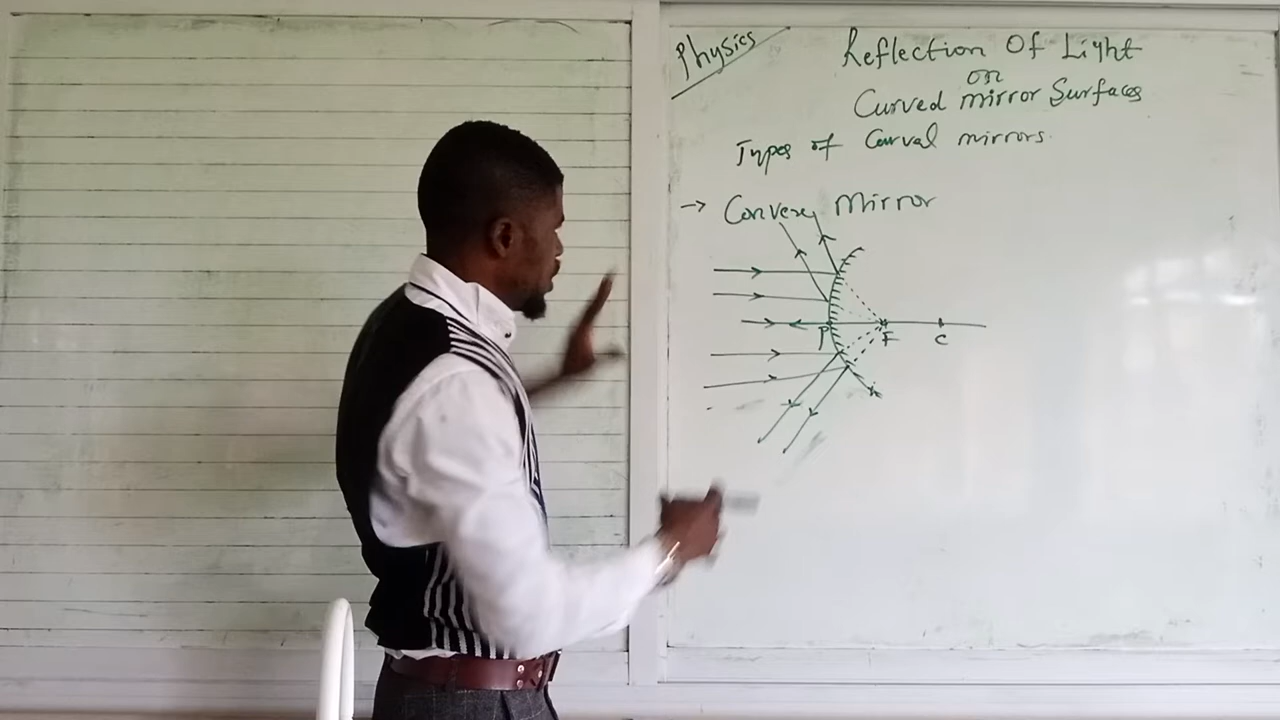 Physics
Reflection Of Light
on
Curved mirror Surfaces
Types of Curval mirrors.
→ Convex Mirror
P F C